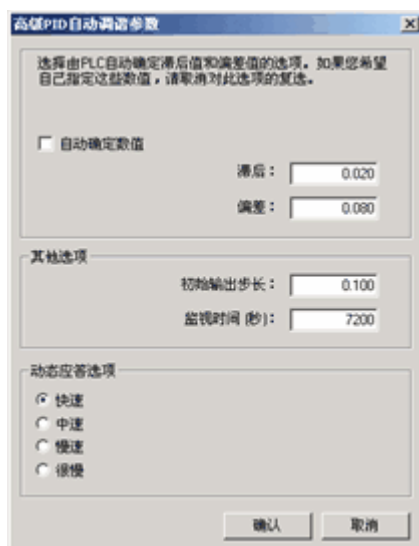 高级PID自动调谐参数
选择由PLC自动确定滞后值和偏差值的选项。如果您希望
自己指定这些数值，请取消对此选项的复选。
自动确定数值
滞后： 0.020
偏差： 0.080
其他选项
初始输出步长： 0.100
监视时间(秒)： 7200
动态应答选项
快速
中速
慢速
很慢
确认 取消